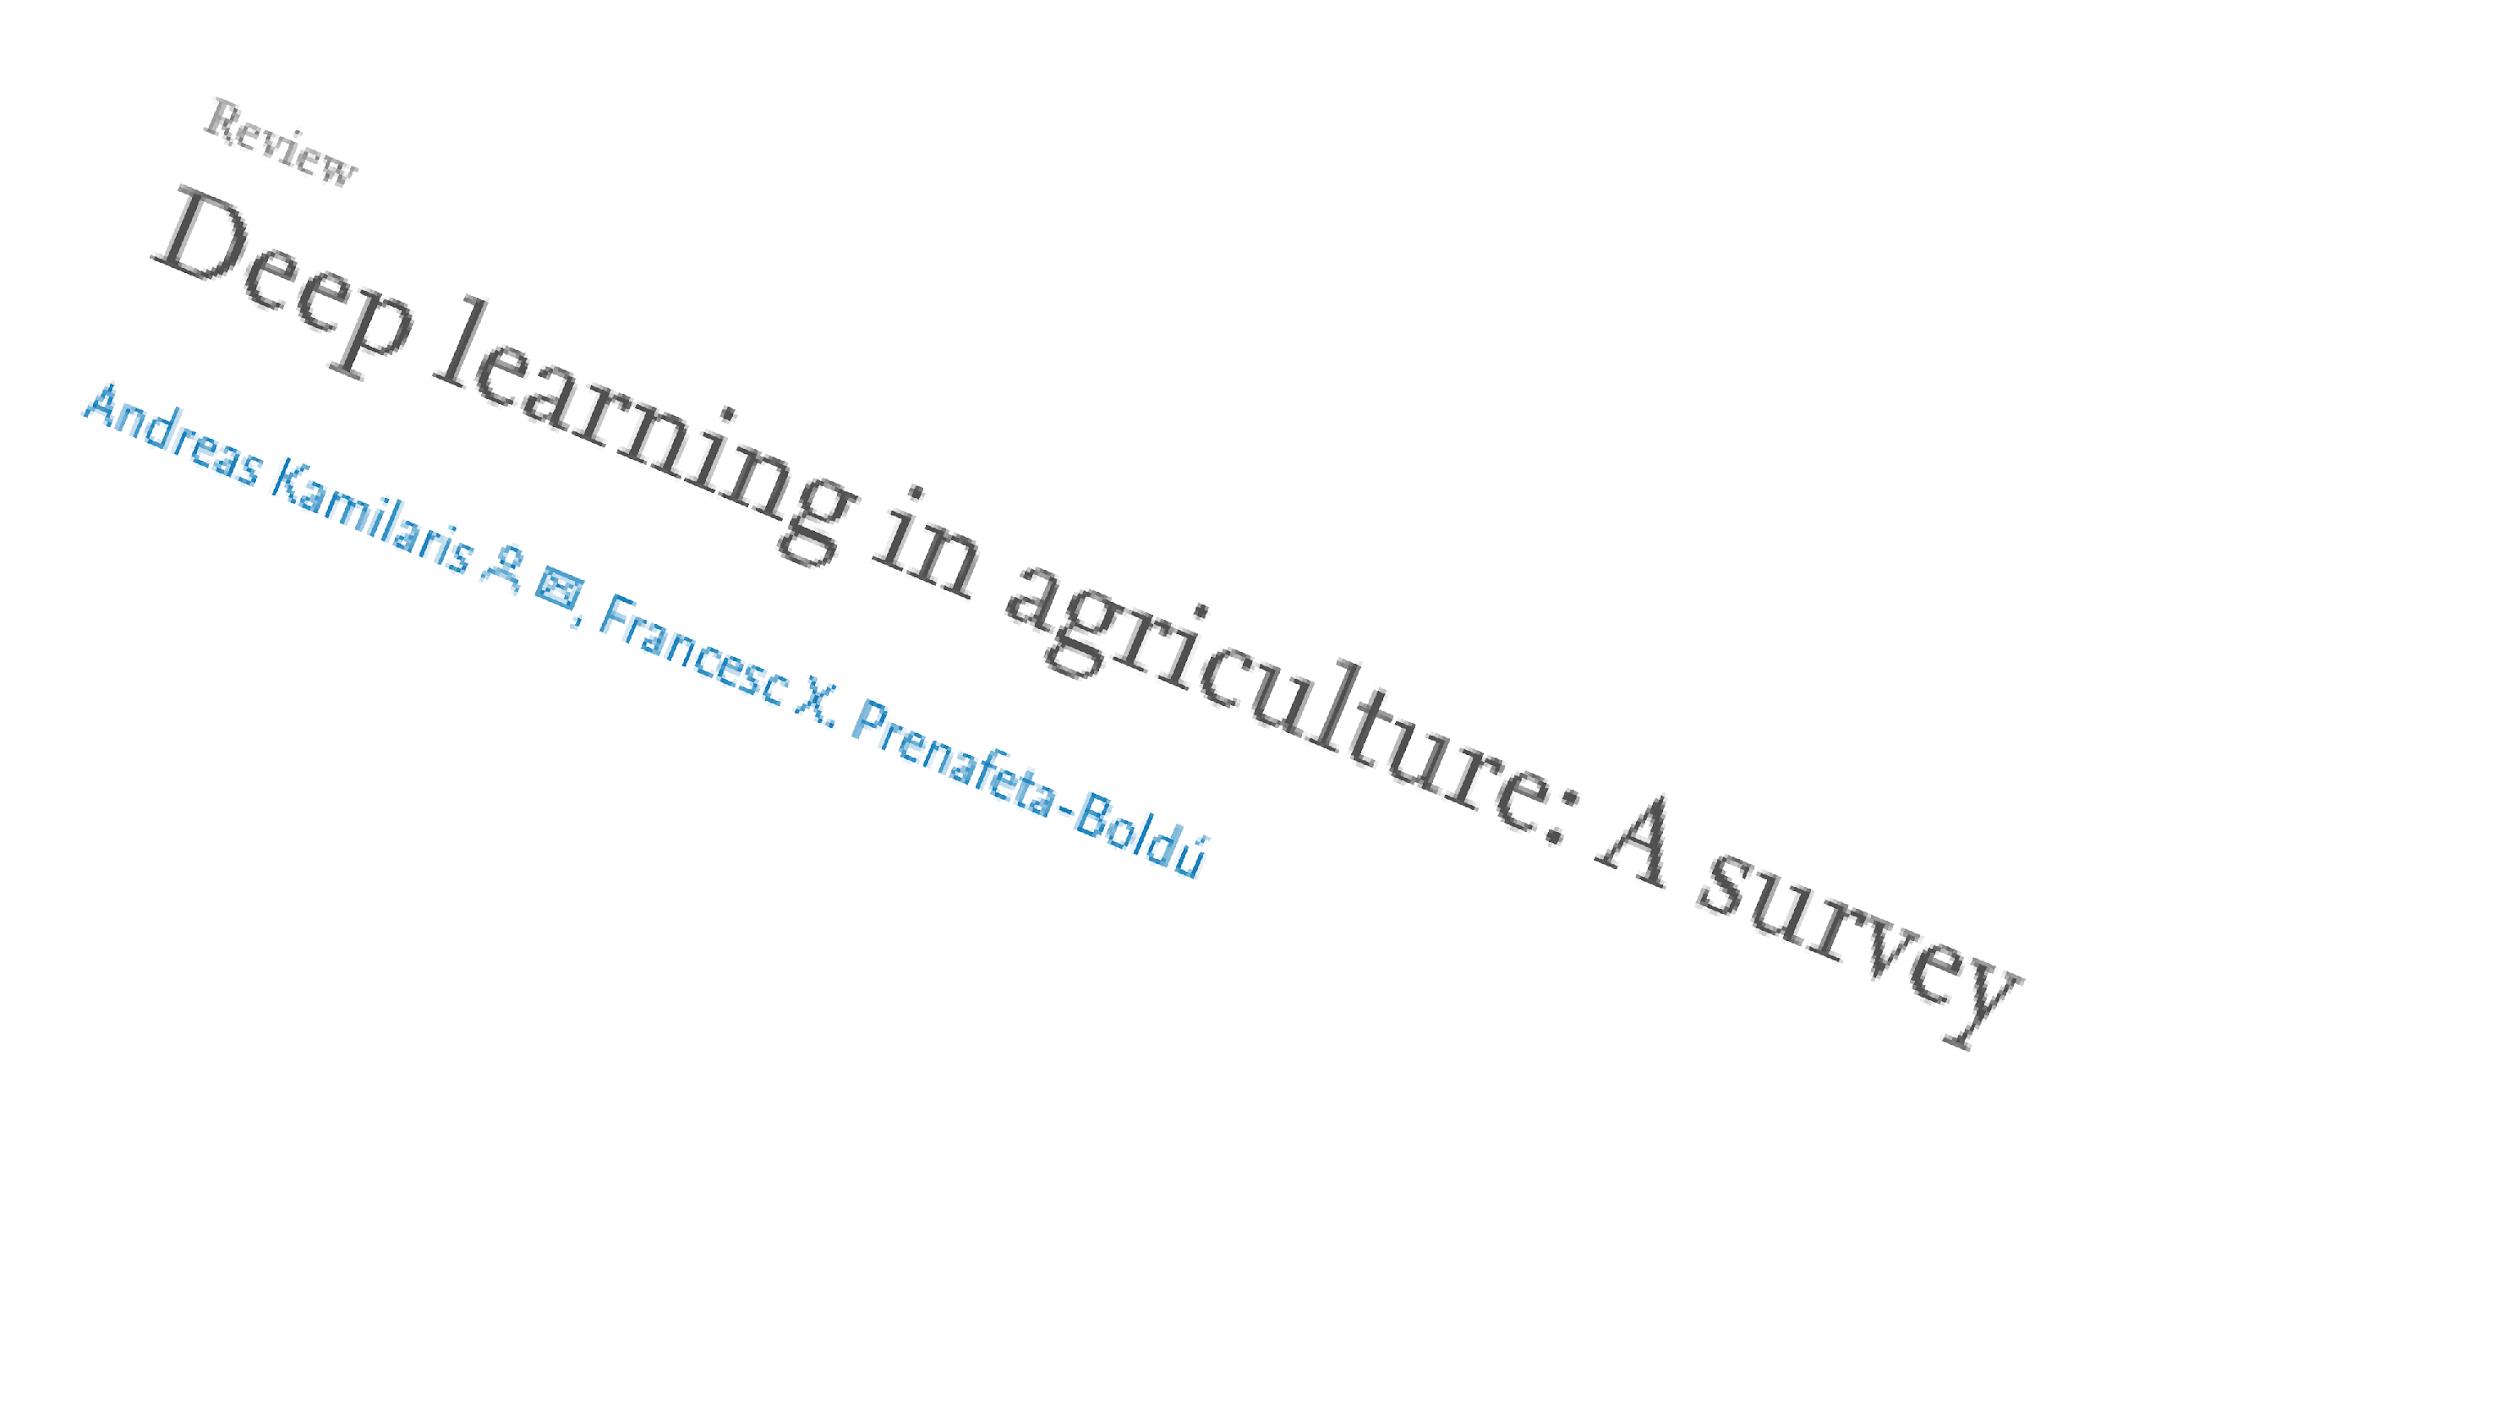 Review
Deep learning in agriculture: A survey
Andreas Kamilaris, Francesc X. Prenafeta-Boldú